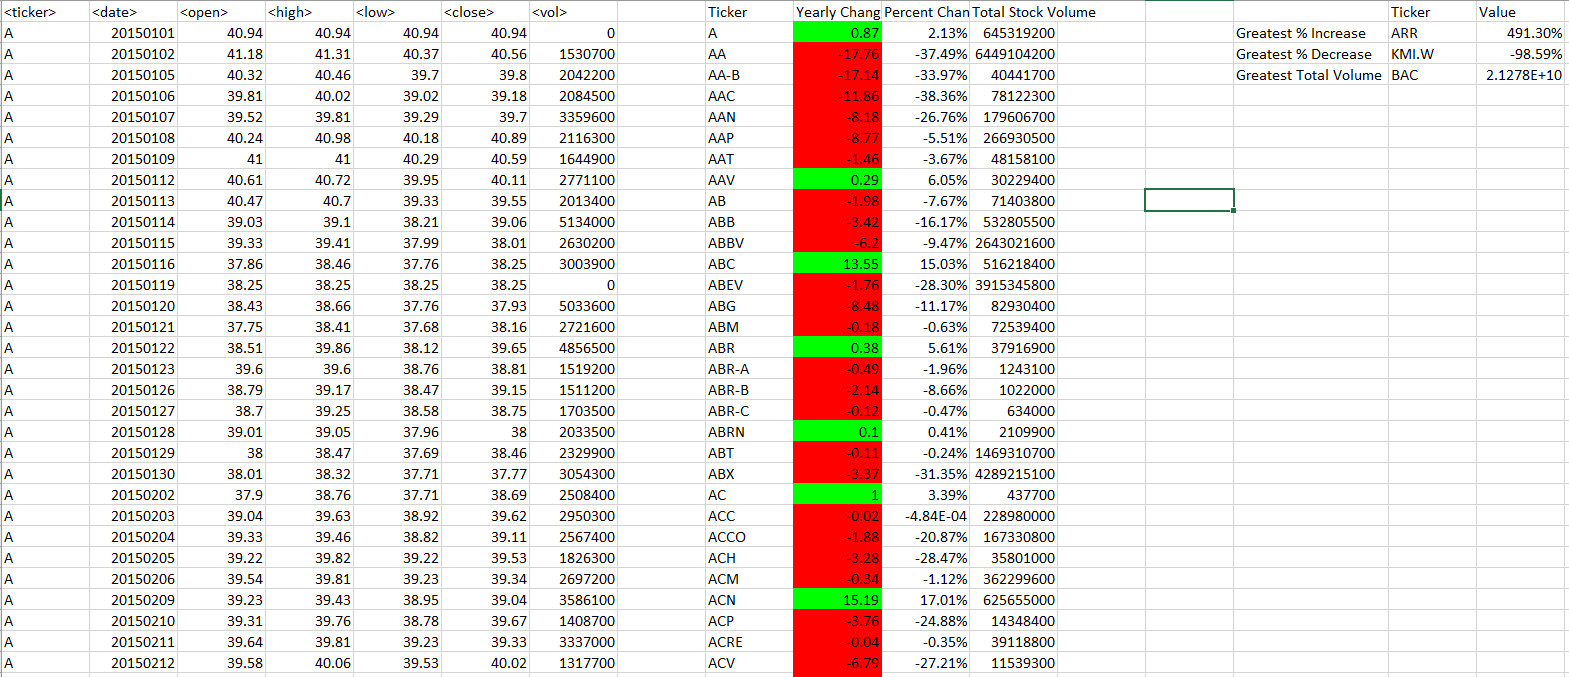 <ticker> <date> <open> <high> <low> <close> <vol> Ticker Yearly Chang Percent Chan Total Stock Volume Ticker Value
A 20150101 40.94 40.94 40.94 40.94 0 A 0.87 2.13% 645319200 Greatest % Increase ARR 491.30%
A 20150102 41.18 41.31 40.37 40.56 1530700 AA -17.76 -37.49% 6449104200 Greatest % Decrease KMI.W -98.59%
A 20150105 40.32 40.46 39.7 39.8 2042200 AA-B -17.14 -33.97% 40441700 Greatest Total Volume BAC 2.1278E+10
A 20150106 39.81 40.02 39.02 39.18 2084500 AAC -11.86 -38.36% 78122300
A 20150107 39.52 39.81 39.29 39.7 3359600 AAN -8.18 -26.76% 179606700
A 20150108 40.24 40.98 40.18 40.89 2116300 AAP -8.77 -5.51% 266930500
A 20150109 41 41 40.29 40.59 1644900 AAT -1.46 -3.67% 48158100
A 20150112 40.61 40.72 39.95 40.11 2771100 AAV 0.29 6.05% 30229400
A 20150113 40.47 40.7 39.33 39.55 2013400 AB -1.98 -7.67% 71403800
A 20150114 39.03 39.1 38.21 39.06 5134000 ABB -3.42 -16.17% 532805500
A 20150115 39.33 39.41 37.99 38.01 2630200 ABBV -6.2 -9.47% 2643021600
A 20150116 37.86 38.46 37.76 38.25 3003900 ABC 13.55 15.03% 516218400
A 20150119 38.25 38.25 38.25 38.25 0 ABEV -1.76 -28.30% 3915345800
A 20150120 38.43 38.66 37.76 37.93 5033600 ABG -8.48 -11.17% 82930400
A 20150121 37.75 38.41 37.68 38.16 2721600 ABM -0.18 -0.63% 72539400
A 20150122 38.51 39.86 38.12 39.65 4856500 ABR 0.38 5.61% 37916900
A 20150123 39.6 39.6 38.76 38.81 1519200 ABR-A -0.49 -1.96% 1243100
A 20150126 38.79 39.17 38.47 39.15 1511200 ABR-B -2.14 -8.66% 1022000
A 20150127 38.7 39.25 38.58 38.75 1703500 ABR-C -0.12 -0.47% 634000
A 20150128 39.01 39.05 37.96 38 2033500 ABRN 0.1 0.41% 2109900
A 20150129 38 38.47 37.69 38.46 2329900 ABT -0.11 -0.24% 1469310700
A 20150130 38.01 38.32 37.71 37.77 3054300 ABX -3.37 -31.35% 4289215100
A 20150202 37.9 38.76 37.71 38.69 2508400 AC 1 3.39% 437700
A 20150203 39.04 39.63 38.92 39.62 2950300 ACC -0.02 -4.84E-04 228980000
A 20150204 39.33 39.46 38.82 39.11 2567400 ACCO -1.88 -20.87% 167330800
A 20150205 39.22 39.82 39.22 39.53 1826300 ACH -3.28 -28.47% 35801000
A 20150206 39.54 39.81 39.23 39.34 2697200 ACM -0.34 -1.12% 362299600
A 20150209 39.23 39.43 38.95 39.04 3586100 ACN 15.19 17.01% 625655000
A 20150210 39.31 39.76 38.78 39.67 1408700 ACP -3.76 -24.88% 14348400
A 20150211 39.64 39.81 39.23 39.33 3337000 ACRE -0.04 -0.35% 39118800
A 20150212 39.58 40.06 39.53 40.02 1317700 ACV -6.79 -27.21% 11539300